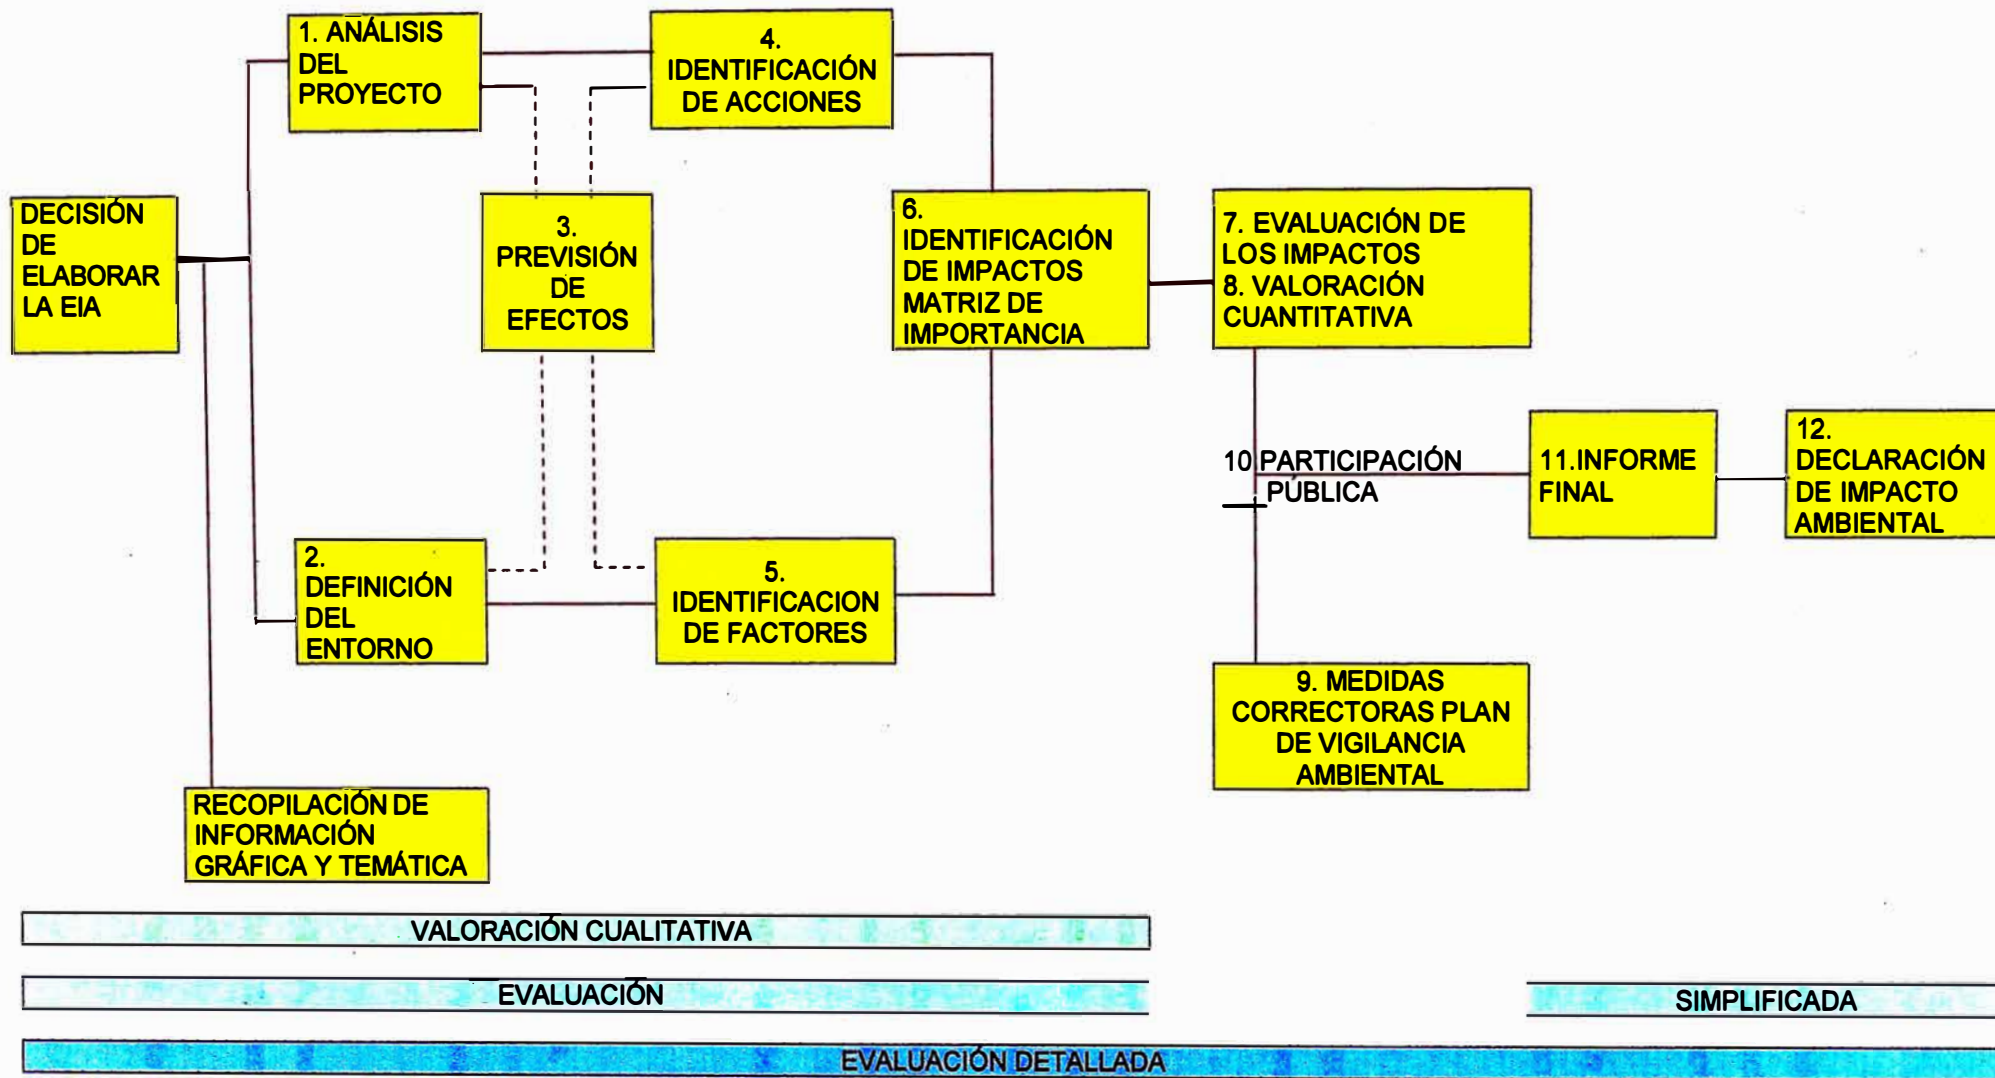 1. ANÁLISIS
DEL
PROYECTO
4.
IDENTIFICACIÓN
DE ACCIONES
DECISIÓN
DE
ELABORAR
LA EIA
3.
PREVISIÓN
DE
EFECTOS
6.
IDENTIFICACIÓN
DE IMPACTOS
MATRIZ DE
IMPORTANCIA
7. EVALUACIÓN DE
LOS IMPACTOS
8. VALORACIÓN
CUANTITATIVA
10 PARTICIPACIÓN
PÚBLICA
11.INFORME
FINAL
12.
DECLARACIÓN
DE IMPACTO
AMBIENTAL
2.
DEFINICIÓN
DEL
ENTORNO
5.
IDENTIFICACION
DE FACTORES
9. MEDIDAS
CORRECTORAS PLAN
DE VIGILANCIA
AMBIENTAL
RECOPILACIÓN DE
INFORMACIÓN
GRÁFICA Y TEMÁTICA
VALORACIÓN CUALITATIVA
EVALUACIÓN
SIMPLIFICADA
EVALUACIÓN DETALLADA